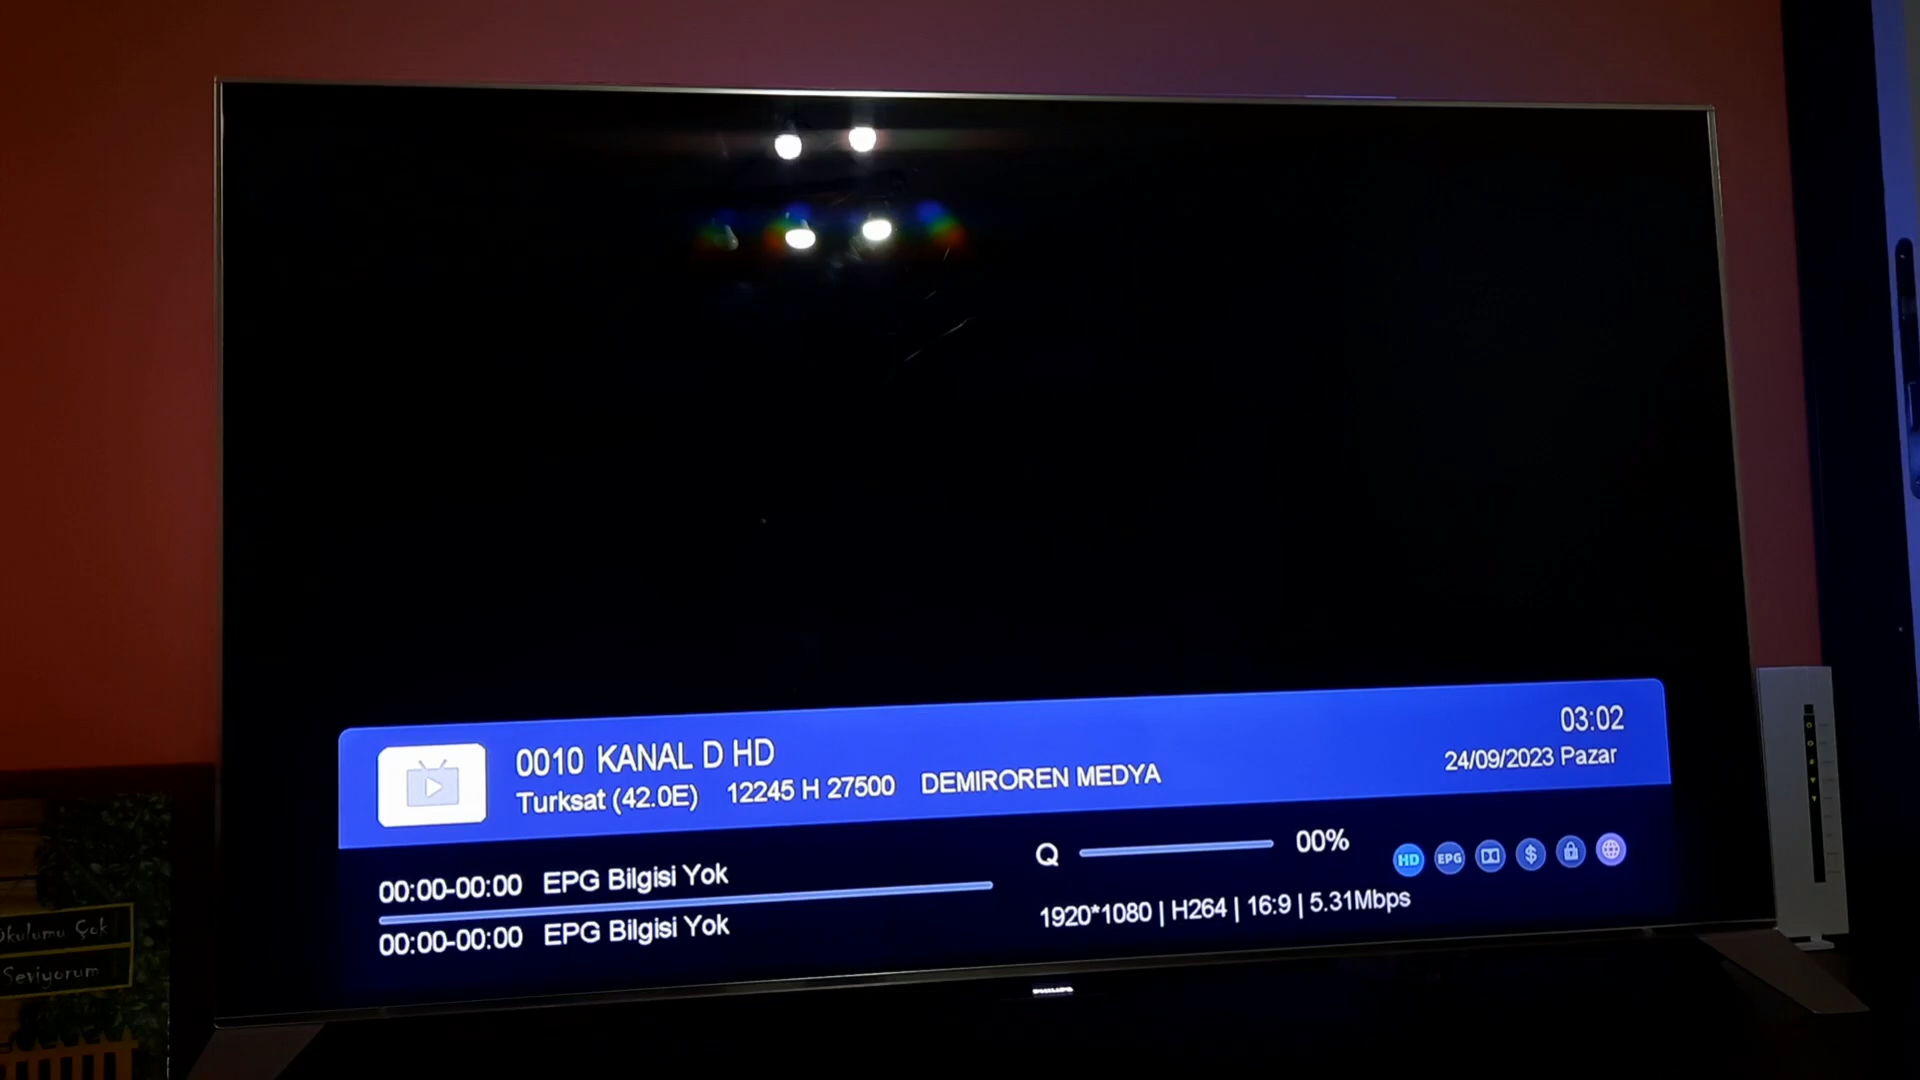 0010 KANAL D HD
03:02
Turksat (42.0E) 12245 H 27500 DEMIROREN MEDYA
24/09/2023 Pazar
00:00-00:00 EPG Bilgisi Yok
Q 00%
HD EPG $
00:00-00:00 EPG Bilgisi Yok
1920*1080 | H264 | 16:9 | 5.31Mbps
PHILIPS
Okulumu Çok
Seviyorum